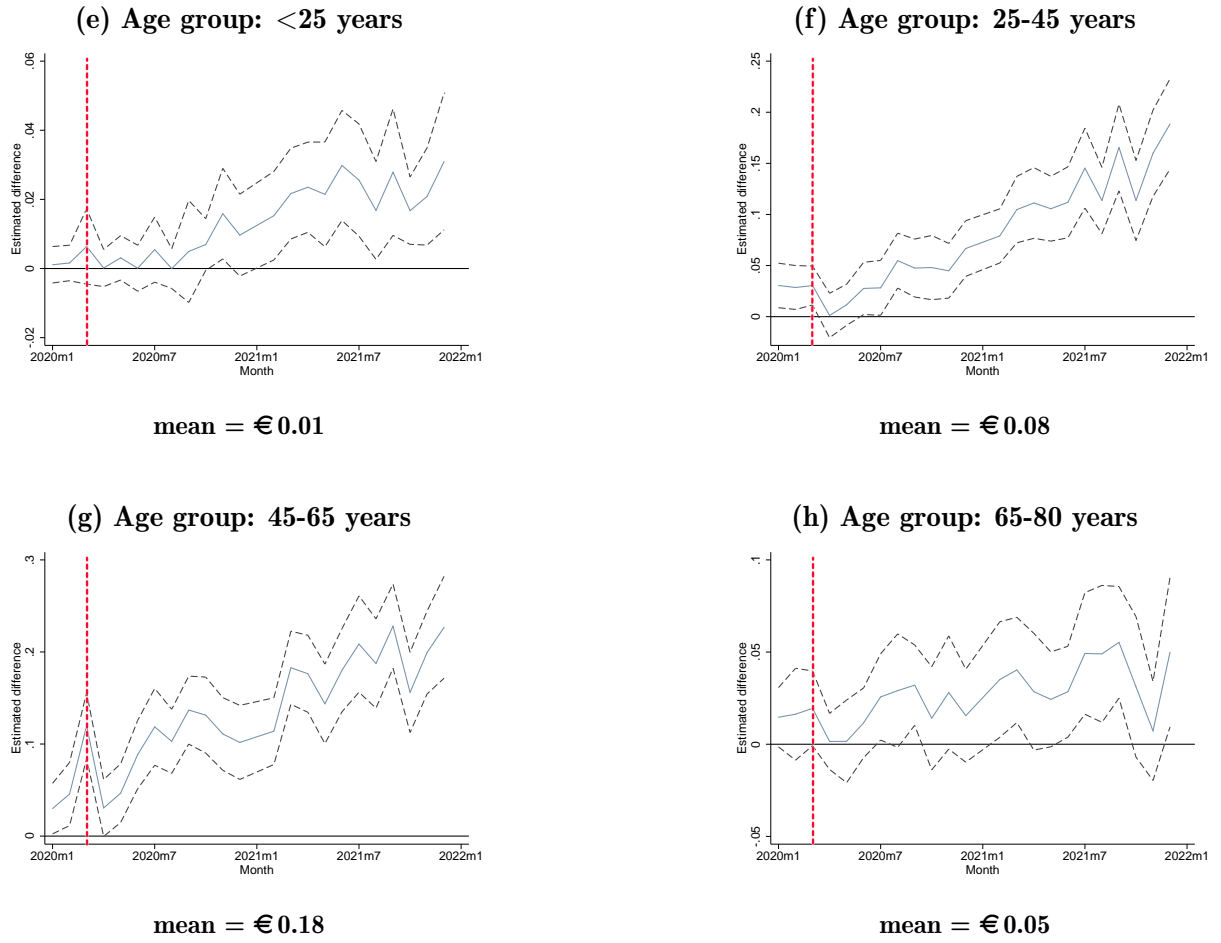 (e) Age group: <25 years
Estimated difference
.06
.04
.02
0
-.02
2020m1 2020m7 2021m1 2021m7 2022m1
Month
mean = €0.01
(f) Age group: 25-45 years
Estimated difference
.25
.2
.15
.1
.05
0
2020m1 2020m7 2021m1 2021m7 2022m1
Month
mean = €0.08
(g) Age group: 45-65 years
Estimated difference
.3
.2
.1
0
2020m1 2020m7 2021m1 2021m7 2022m1
Month
mean = €0.18
(h) Age group: 65-80 years
Estimated difference
.1
.05
0
-.05
2020m1 2020m7 2021m1 2021m7 2022m1
Month
mean = €0.05